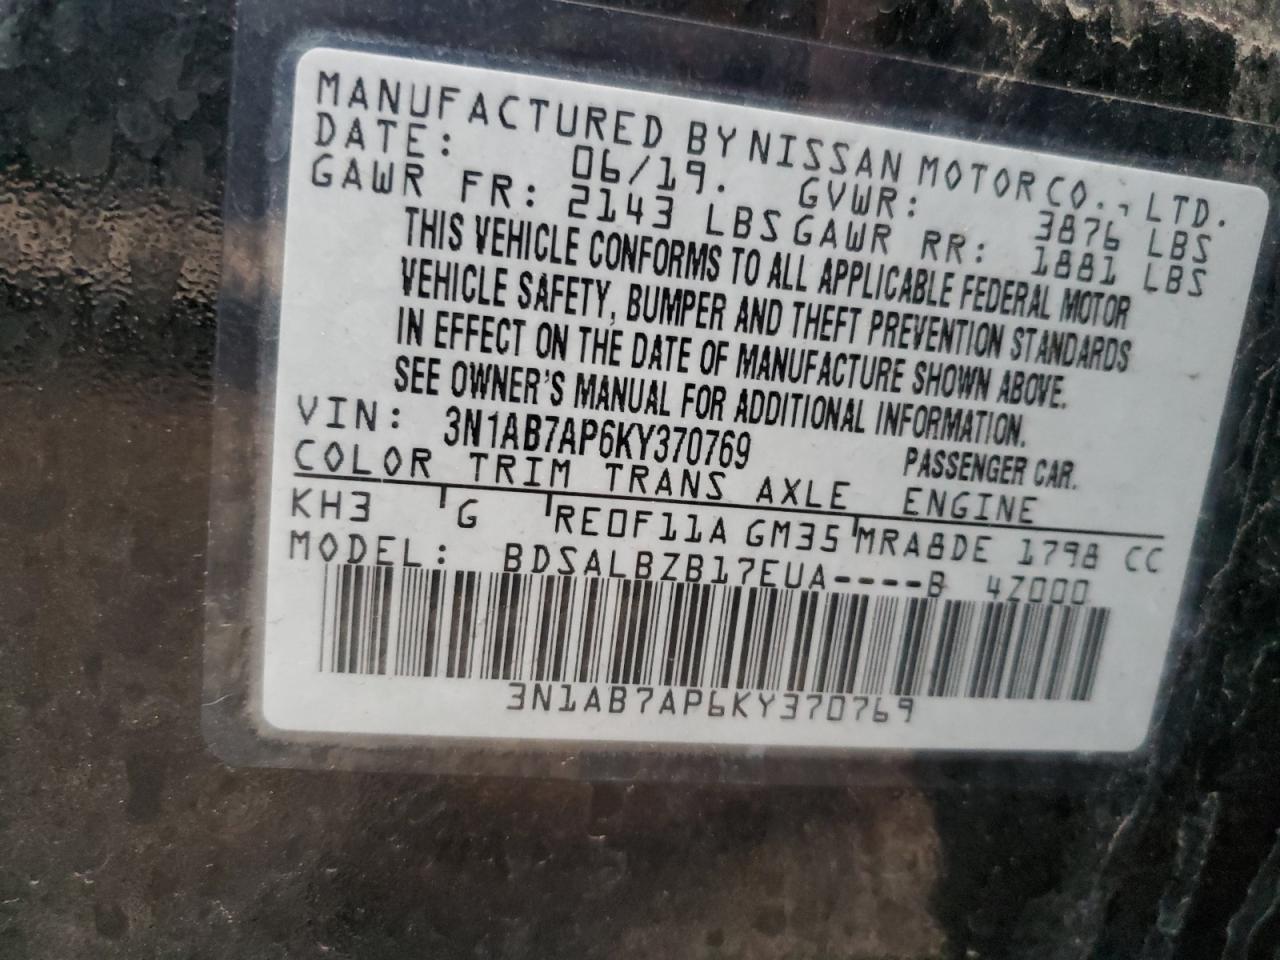 MANUFACTURED BY NISSAN MOTOR CO., LTD.
DATE: 06/19. GVWR: 3876 LBS
GAWR FR: 2143 LBS GAWR RR: 1881 LBS
THIS VEHICLE CONFORMS TO ALL APPLICABLE FEDERAL MOTOR
VEHICLE SAFETY, BUMPER AND THEFT PREVENTION STANDARDS
IN EFFECT ON THE DATE OF MANUFACTURE SHOWN ABOVE.
SEE OWNER'S MANUAL FOR ADDITIONAL INFORMATION.
VIN: 3N1AB7AP6KY370769 PASSENGER CAR.
COLOR TRIM TRANS AXLE ENGINE
KH3 G RE0F11A GM35 MRA8DE 1798 CC
MODEL: BDSALBZB17EUA----B 4Z000
3N1AB7AP6KY370769